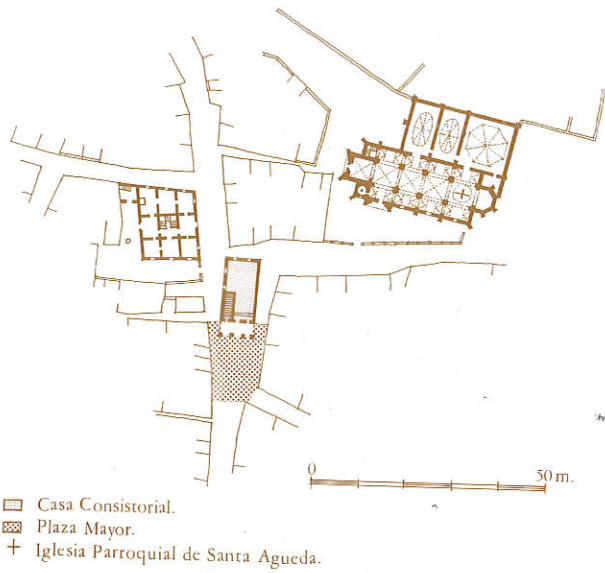 0 50 m.
Casa Consistorial.
Plaza Mayor.
Iglesia Parroquial de Santa Agueda.